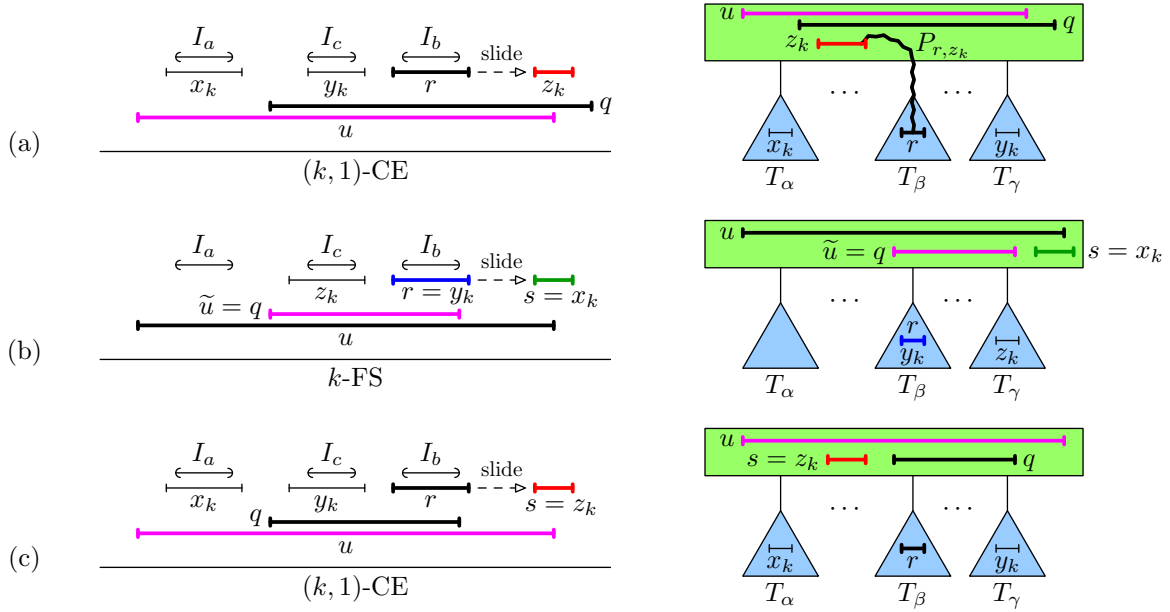 I_a I_c I_b slide
x_k y_k r z_k
q
u
(a)
(k, 1)-CE
u
q
z_k P_{r,z_k}
... ...
x_k r y_k
T_α T_β T_γ
I_a I_c I_b slide
z_k r = y_k s = x_k
ũ = q
u
(b)
k-FS
u
ũ = q s = x_k
... ...
r
y_k z_k
T_α T_β T_γ
I_a I_c I_b slide
x_k y_k r s = z_k
q
u
(c)
(k, 1)-CE
u
s = z_k q
... ...
x_k r y_k
T_α T_β T_γ